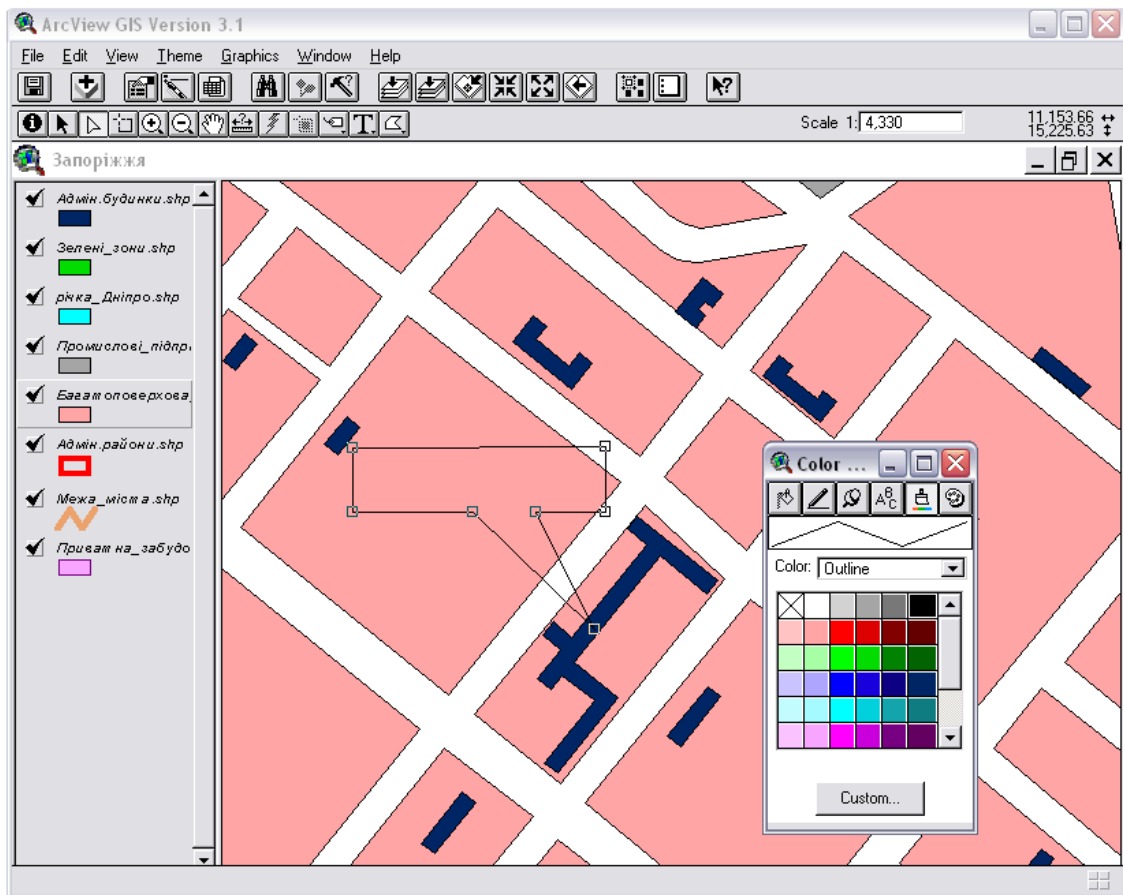 ArcView GIS Version 3.1
File Edit View Theme Graphics Window Help
Scale 1: 4,330
11,153.66
15,225.63
Запоріжжя
Адмін.будинки.shp
Зелені_зони.shp
річка_Дніпро.shp
Промислові_підпр
Багатоповерхова
Адмін.райони.shp
Межа_міста.shp
Приватна_забудо
Color ...
Color: Outline
Custom...